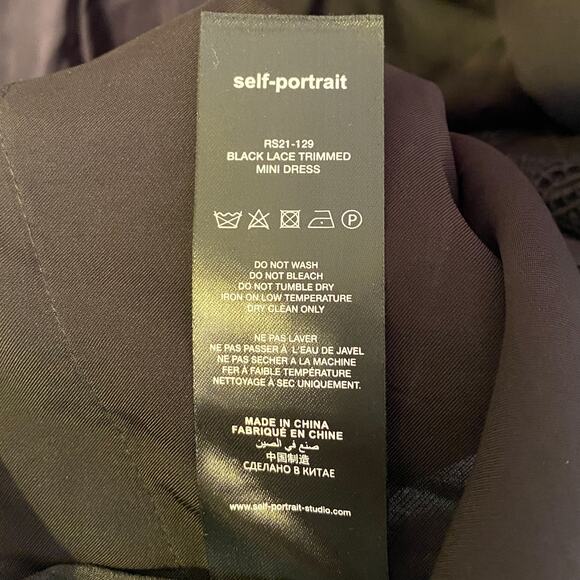 self-portrait
RS21-129
BLACK LACE TRIMMED
MINI DRESS
P
DO NOT WASH
DO NOT BLEACH
DO NOT TUMBLE DRY
IRON ON LOW TEMPERATURE
DRY CLEAN ONLY
NE PAS LAVER
NE PAS PASSER À L'EAU DE JAVEL
NE PAS SECHER A LA MACHINE
FER À FAIBLE TEMPÉRATURE
NETTOYAGE À SEC UNIQUEMENT.
MADE IN CHINA
FABRIQUÉ EN CHINE
صنع في الصين
中国制造
СДЕЛАНО В КИТАЕ
www.self-portrait-studio.com